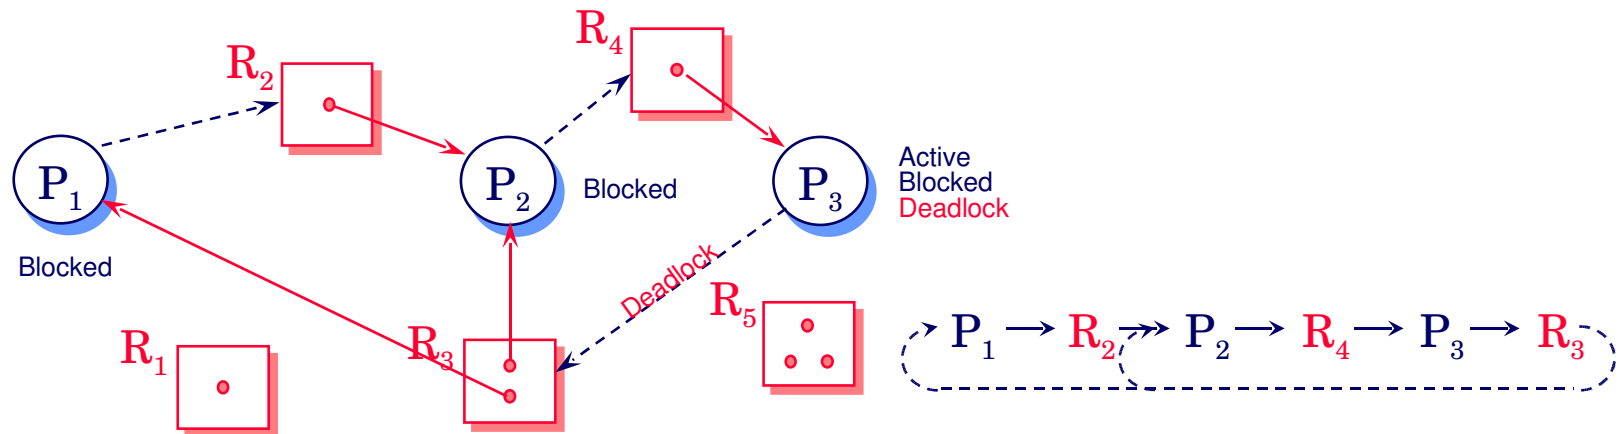 R₄
R₂
P₁
P₂
Blocked
P₃
Active
Blocked
Deadlock
Blocked
Deadlock
R₅
R₁
R₃
P₁ R₂ P₂ R₄ P₃ R₃